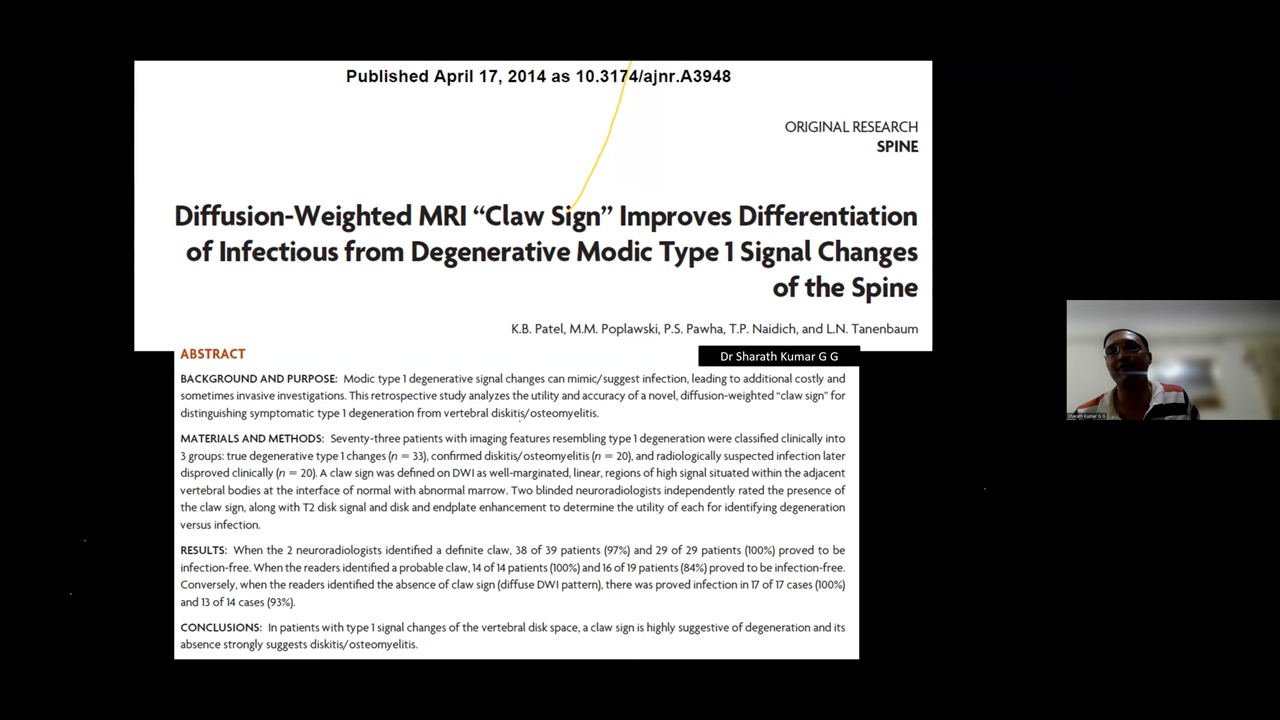 Published April 17, 2014 as 10.3174/ajnr.A3948
ORIGINAL RESEARCH
SPINE
Diffusion-Weighted MRI “Claw Sign” Improves Differentiation
of Infectious from Degenerative Modic Type 1 Signal Changes
of the Spine
K.B. Patel, M.M. Poplawski, P.S. Pawha, T.P. Naidich, and L.N. Tanenbaum
Dr Sharath Kumar G G
ABSTRACT
BACKGROUND AND PURPOSE: Modic type 1 degenerative signal changes can mimic/suggest infection, leading to additional costly and
sometimes invasive investigations. This retrospective study analyzes the utility and accuracy of a novel, diffusion-weighted “claw sign” for
distinguishing symptomatic type 1 degeneration from vertebral diskitis/osteomyelitis.
MATERIALS AND METHODS: Seventy-three patients with imaging features resembling type 1 degeneration were classified clinically into
3 groups: true degenerative type 1 changes (n = 33), confirmed diskitis/osteomyelitis (n = 20), and radiologically suspected infection later
disproved clinically (n = 20). A claw sign was defined on DWI as well-marginated, linear, regions of high signal situated within the adjacent
vertebral bodies at the interface of normal with abnormal marrow. Two blinded neuroradiologists independently rated the presence of
the claw sign, along with T2 disk signal and disk and endplate enhancement to determine the utility of each for identifying degeneration
versus infection.
RESULTS: When the 2 neuroradiologists identified a definite claw, 38 of 39 patients (97%) and 29 of 29 patients (100%) proved to be
infection-free. When the readers identified a probable claw, 14 of 14 patients (100%) and 16 of 19 patients (84%) proved to be infection-free.
Conversely, when the readers identified the absence of claw sign (diffuse DWI pattern), there was proved infection in 17 of 17 cases (100%)
and 13 of 14 cases (93%).
CONCLUSIONS: In patients with type 1 signal changes of the vertebral disk space, a claw sign is highly suggestive of degeneration and its
absence strongly suggests diskitis/osteomyelitis.
Sharath Kumar G G